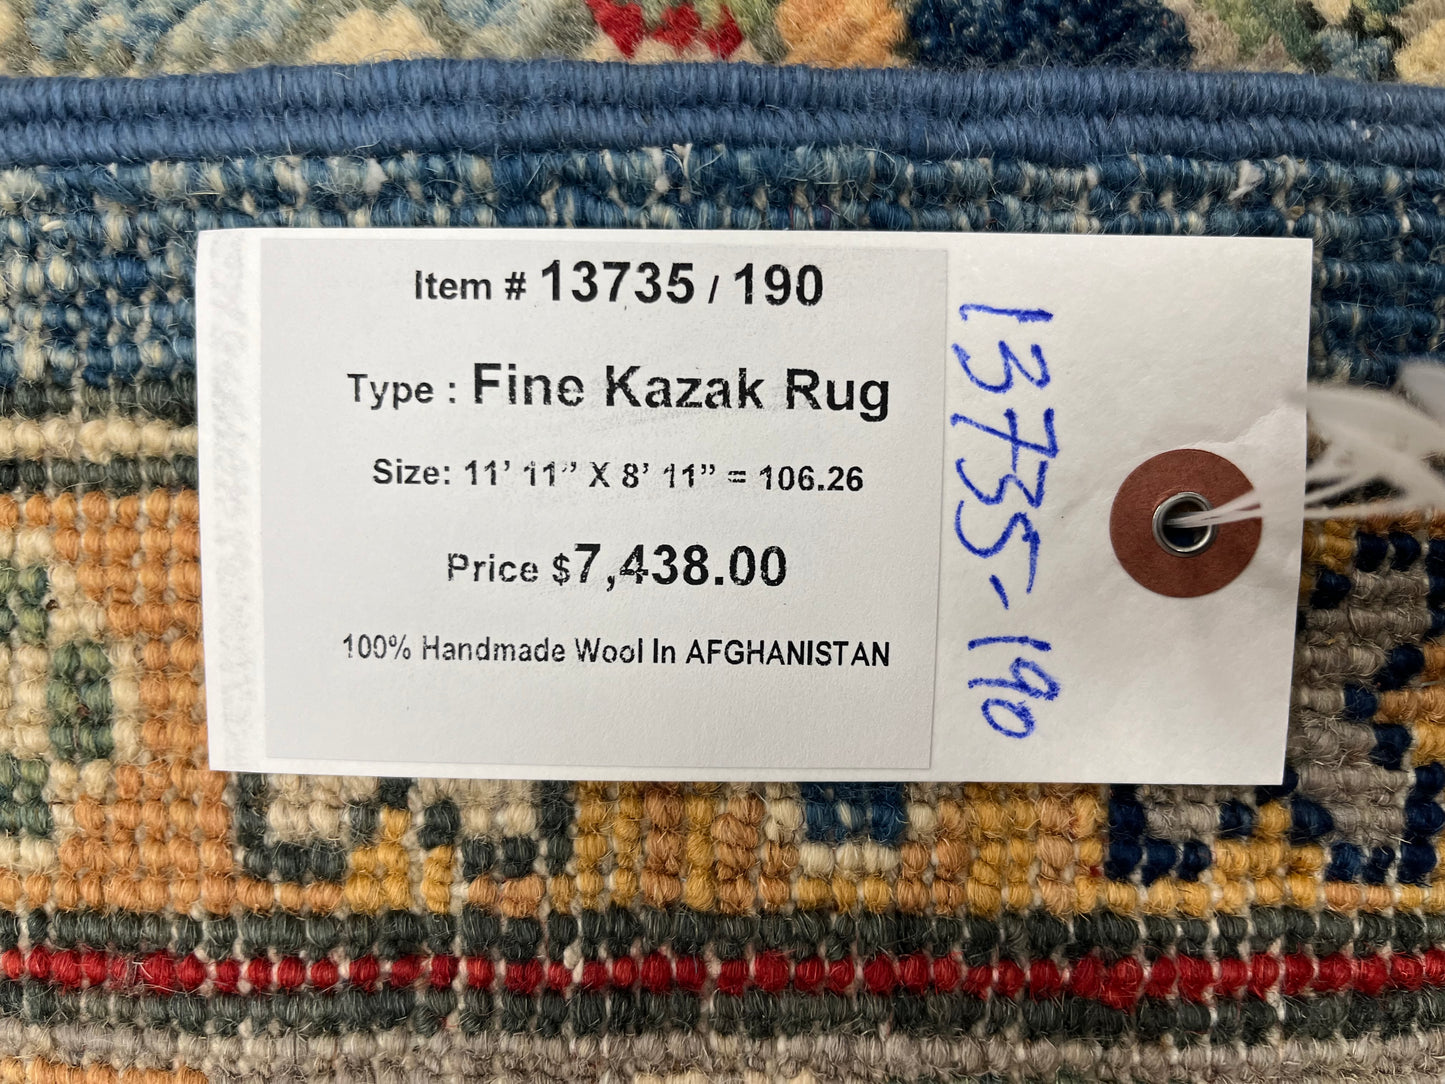 Item # 13735 / 190
Type : Fine Kazak Rug
Size: 11’ 11” X 8’ 11” = 106.26
Price $7,438.00
100% Handmade Wool In AFGHANISTAN
13735-190